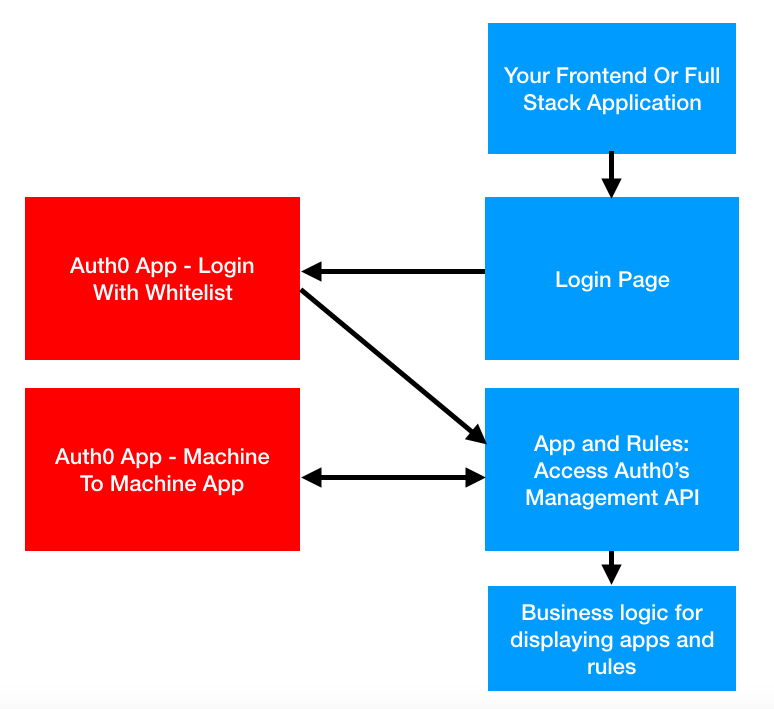 Your Frontend Or Full
Stack Application
Auth0 App - Login
With Whitelist
Login Page
Auth0 App - Machine
To Machine App
App and Rules:
Access Auth0’s
Management API
Business logic for
displaying apps and
rules